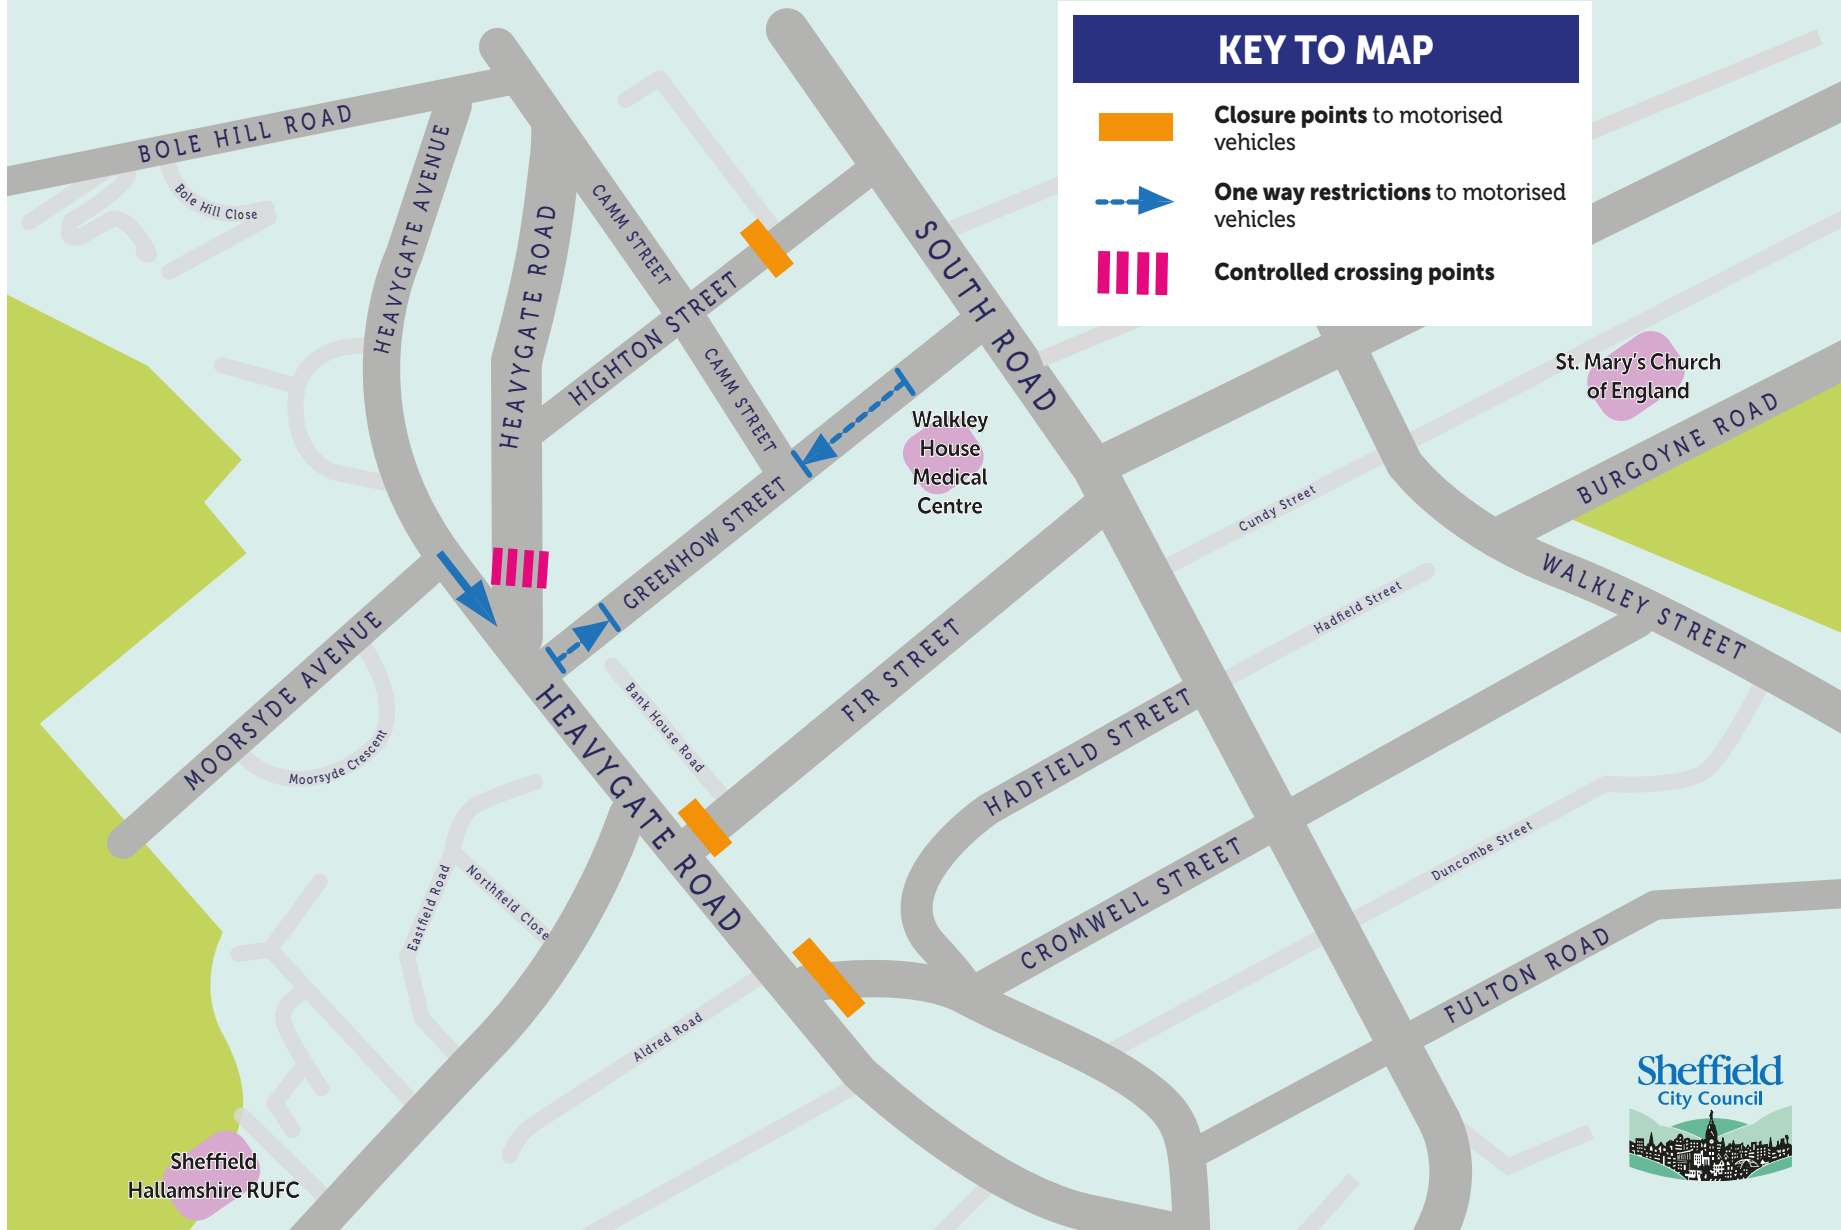 KEY TO MAP
Closure points to motorised
vehicles
One way restrictions to motorised
vehicles
Controlled crossing points
BOLE HILL ROAD
Bole Hill Close
HEAVYGATE AVENUE
HEAVYGATE ROAD
CAMM STREET
HIGHTON STREET
CAMM STREET
SOUTH ROAD
Walkley
House
Medical
Centre
GREENHOW STREET
St. Mary's Church
of England
BURGOYNE ROAD
Cundy Street
WALKLEY STREET
Hadfield Street
MOORSYDE AVENUE
Moorsyde Crescent
Bank House Road
FIR STREET
HADFIELD STREET
HEAVYGATE ROAD
Eastfield Road
Northfield Close
CROMWELL STREET
Duncombe Street
FULTON ROAD
Aldred Road
Sheffield
Hallamshire RUFC
Sheffield
City Council